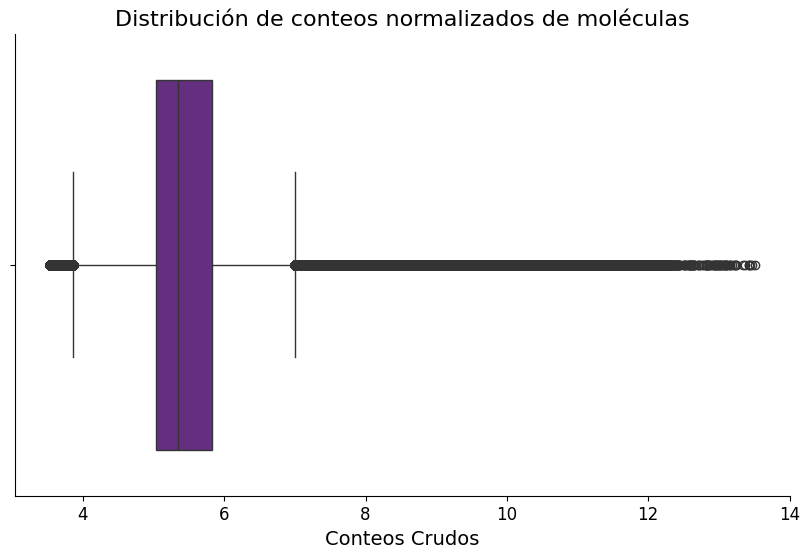 Distribución de conteos normalizados de moléculas
4 6 8 10 12 14
Conteos Crudos